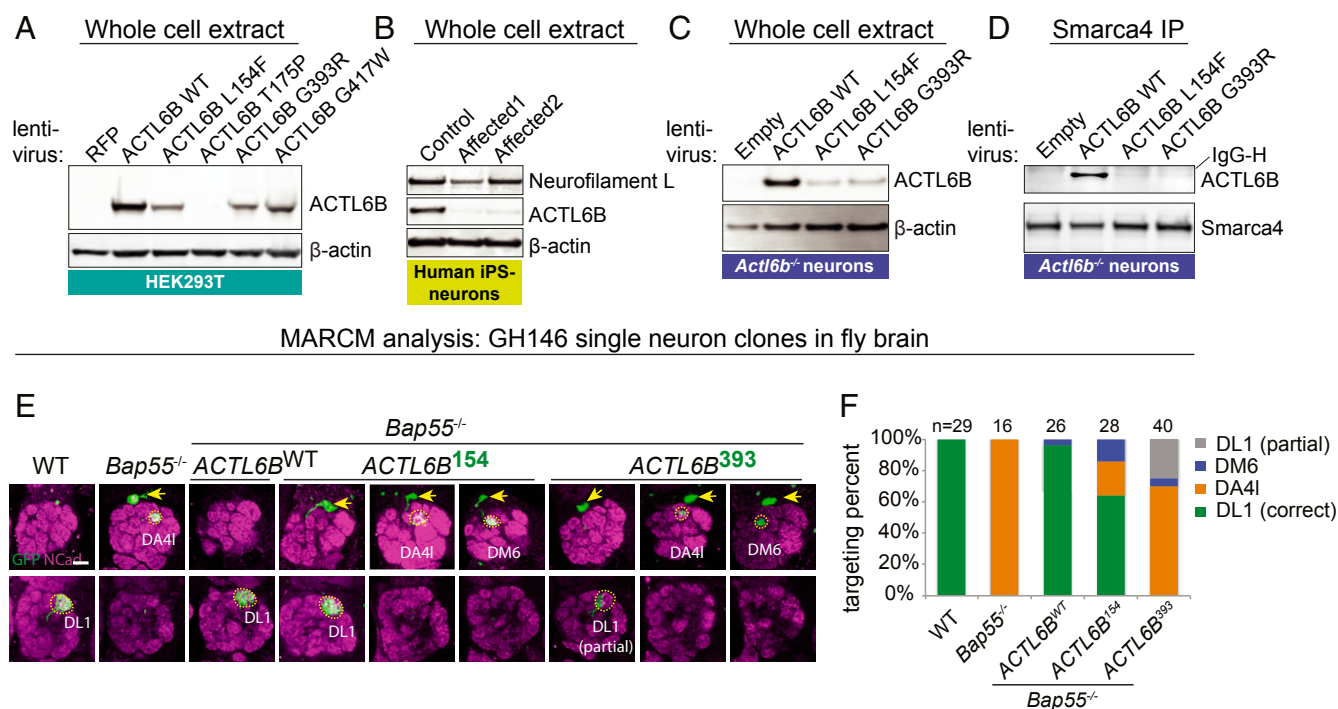 A Whole cell extract
lenti-
virus:
RFP
ACTL6B WT
ACTL6B L154F
ACTL6B T175P
ACTL6B G393R
ACTL6B G417W
ACTL6B
β-actin
HEK293T
B Whole cell extract
Control
Affected1
Affected2
Neurofilament L
ACTL6B
β-actin
Human iPS-
neurons
C Whole cell extract
lenti-
virus:
Empty
ACTL6B WT
ACTL6B L154F
ACTL6B G393R
ACTL6B
β-actin
Actl6b-/- neurons
D Smarca4 IP
lenti-
virus:
Empty
ACTL6B WT
ACTL6B L154F
ACTL6B G393R
IgG-H
ACTL6B
Smarca4
Actl6b-/- neurons
MARCM analysis: GH146 single neuron clones in fly brain
E
Bap55-/-
WT Bap55-/- ACTL6BWT ACTL6B154 ACTL6B393
GFP NCad DA4l DA4l DM6 DA4l DM6
DL1 DL1 DL1 DL1
(partial)
F
n=29 16 26 28 40
targeting percent
100%
80%
60%
40%
20%
0%
WT
Bap55-/-
ACTL6BWT
ACTL6B154
ACTL6B393
Bap55-/-
DL1 (partial)
DM6
DA4l
DL1 (correct)